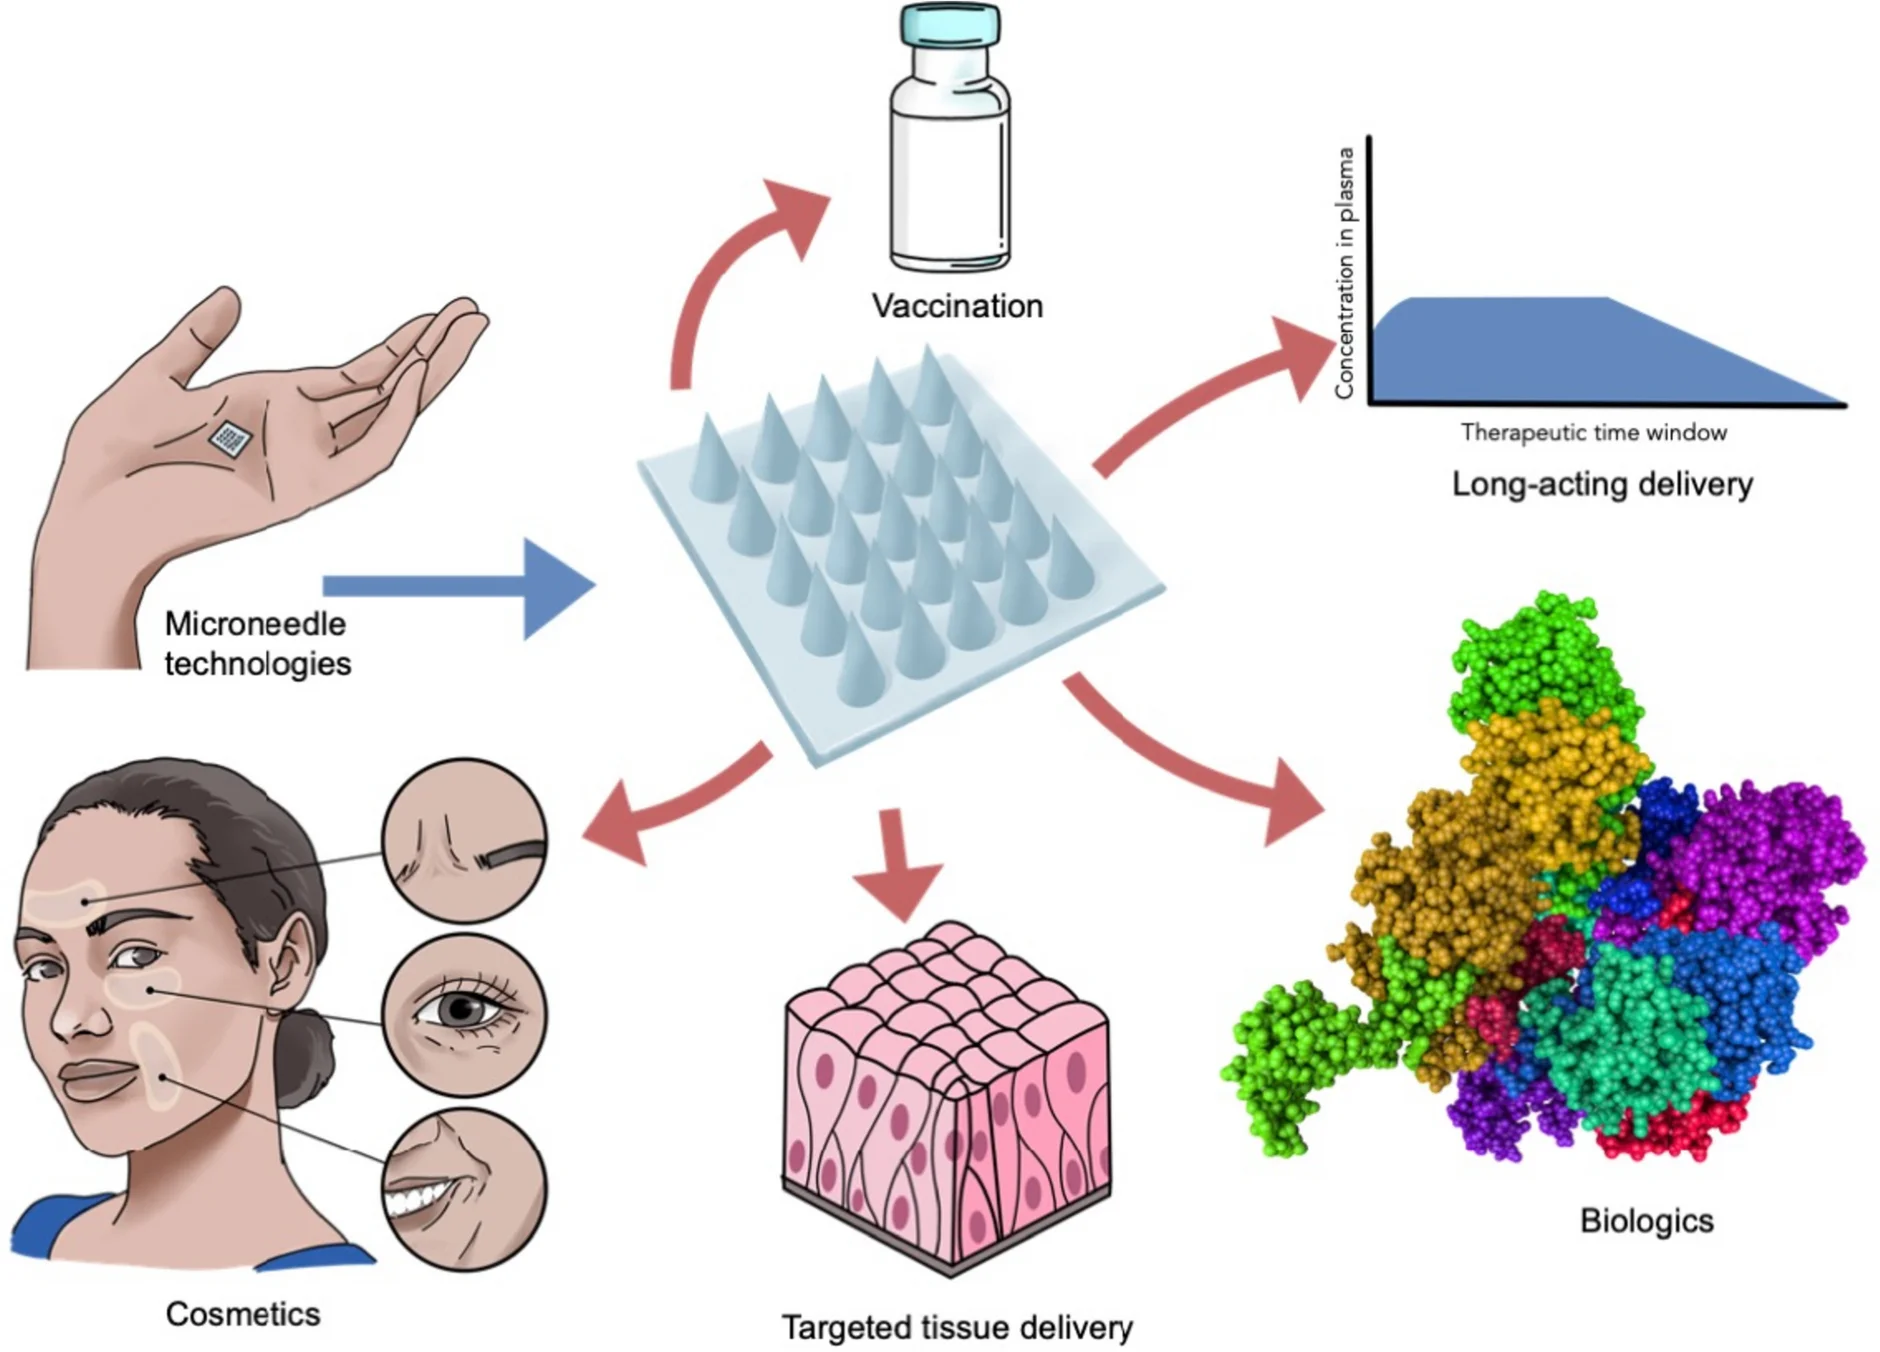 Vaccination
Concentration in plasma
Therapeutic time window
Long-acting delivery
Microneedle
technologies
Biologics
Cosmetics
Targeted tissue delivery